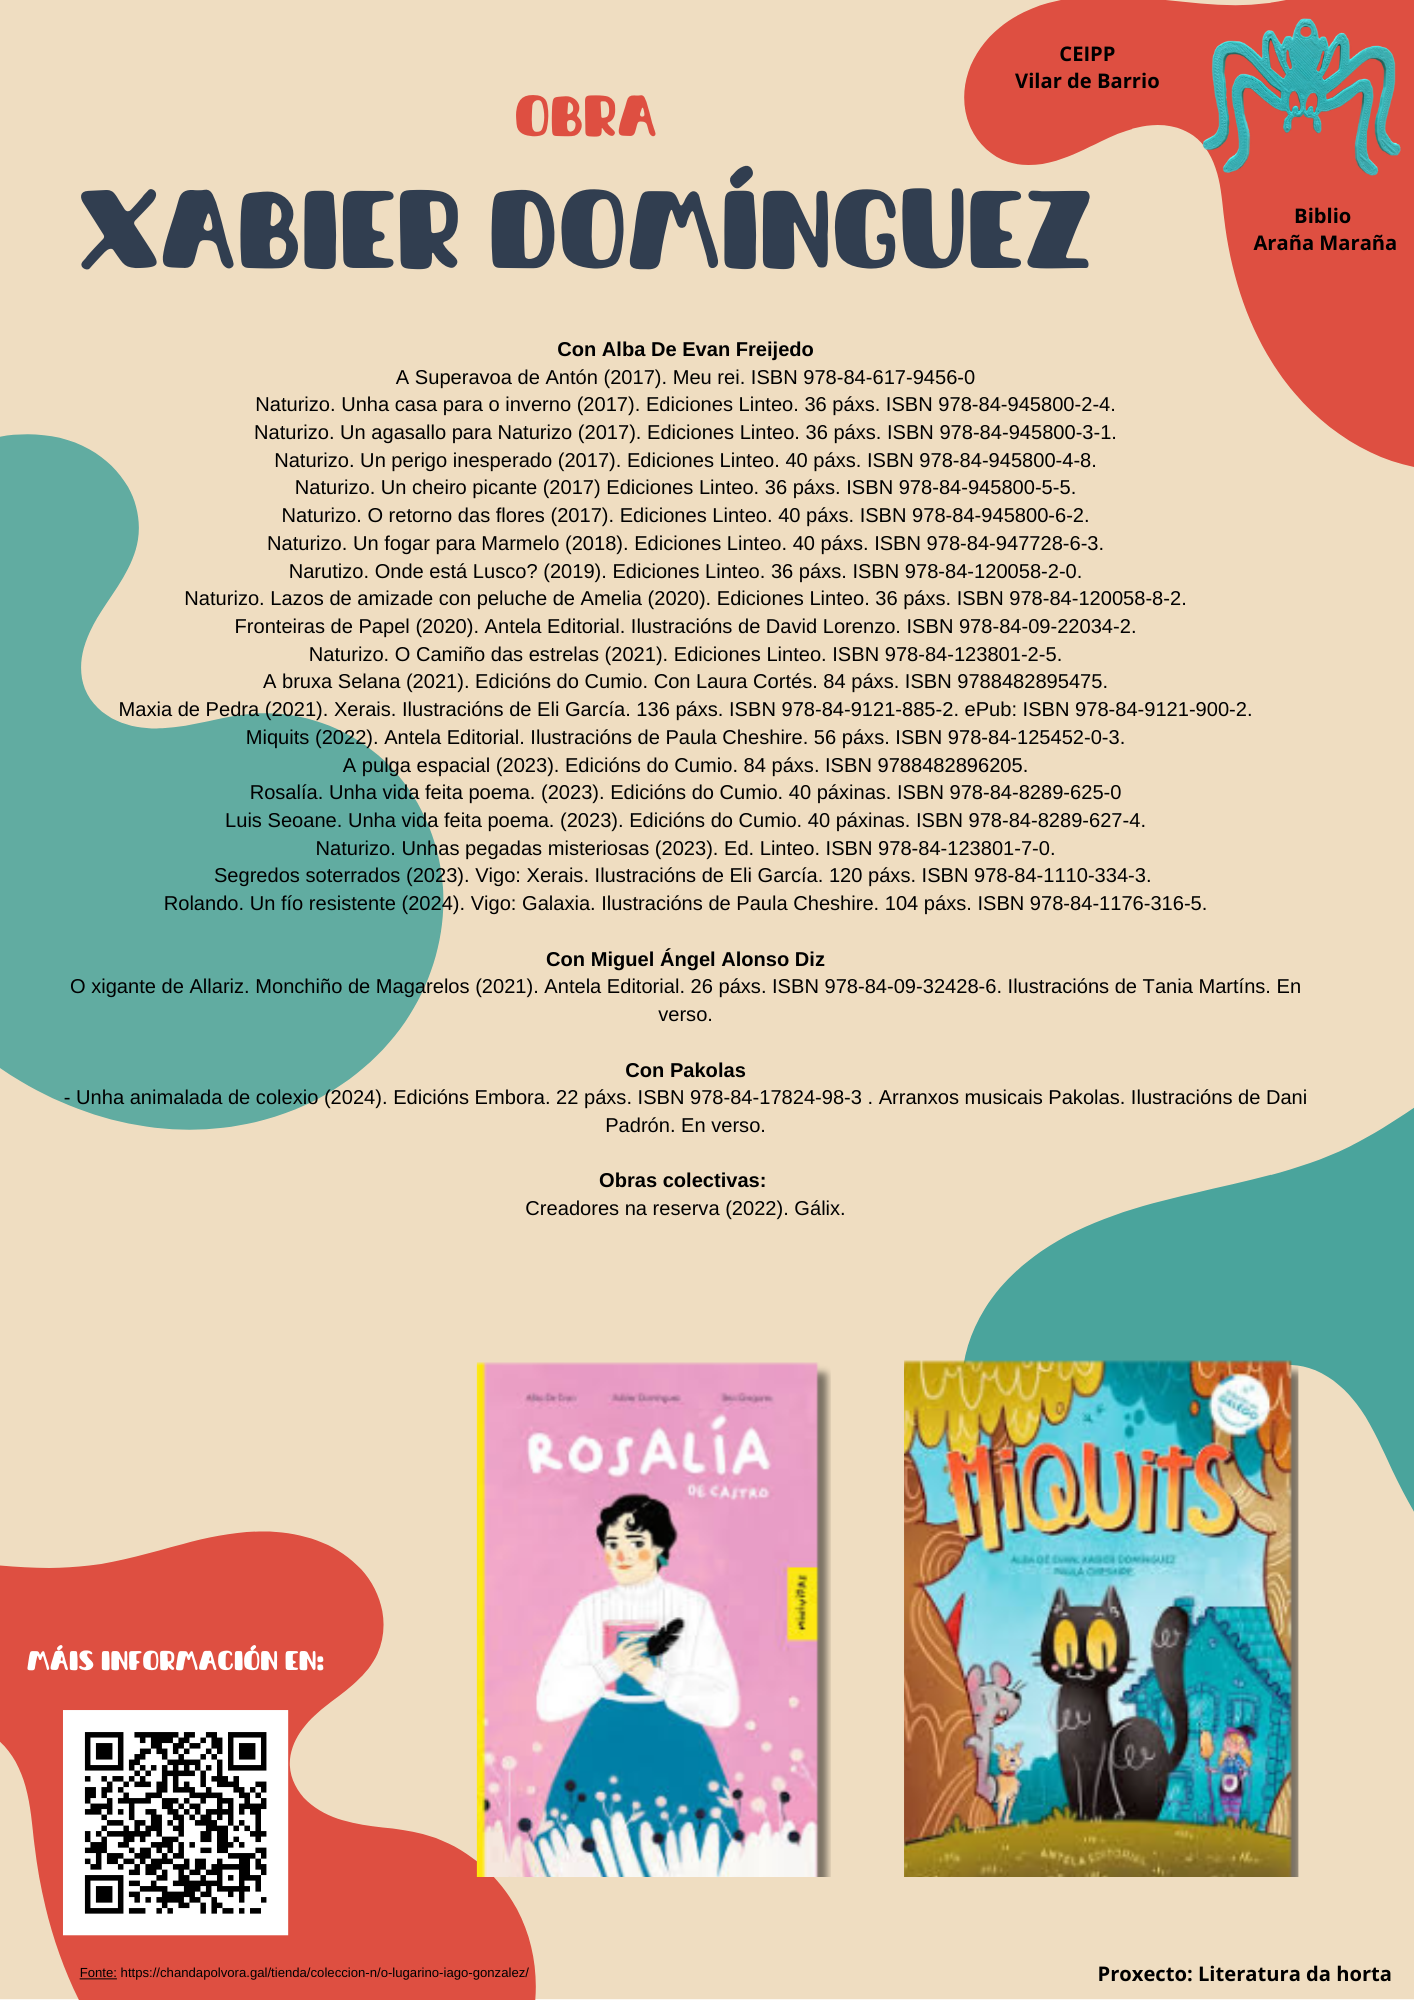 CEIPP
Vilar de Barrio
Biblio
Araña Maraña
OBRA
XABIER DOMÍNGUEZ
Con Alba De Evan Freijedo
A Superavoa de Antón (2017). Meu rei. ISBN 978-84-617-9456-0
Naturizo. Unha casa para o inverno (2017). Ediciones Linteo. 36 páxs. ISBN 978-84-945800-2-4.
Naturizo. Un agasallo para Naturizo (2017). Ediciones Linteo. 36 páxs. ISBN 978-84-945800-3-1.
Naturizo. Un perigo inesperado (2017). Ediciones Linteo. 40 páxs. ISBN 978-84-945800-4-8.
Naturizo. Un cheiro picante (2017) Ediciones Linteo. 36 páxs. ISBN 978-84-945800-5-5.
Naturizo. O retorno das flores (2017). Ediciones Linteo. 40 páxs. ISBN 978-84-945800-6-2.
Naturizo. Un fogar para Marmelo (2018). Ediciones Linteo. 40 páxs. ISBN 978-84-947728-6-3.
Narutizo. Onde está Lusco? (2019). Ediciones Linteo. 36 páxs. ISBN 978-84-120058-2-0.
Naturizo. Lazos de amizade con peluche de Amelia (2020). Ediciones Linteo. 36 páxs. ISBN 978-84-120058-8-2.
Fronteiras de Papel (2020). Antela Editorial. Ilustracións de David Lorenzo. ISBN 978-84-09-22034-2.
Naturizo. O Camiño das estrelas (2021). Ediciones Linteo. ISBN 978-84-123801-2-5.
A bruxa Selana (2021). Edicións do Cumio. Con Laura Cortés. 84 páxs. ISBN 9788482895475.
Maxia de Pedra (2021). Xerais. Ilustracións de Eli García. 136 páxs. ISBN 978-84-9121-885-2. ePub: ISBN 978-84-9121-900-2.
Miquits (2022). Antela Editorial. Ilustracións de Paula Cheshire. 56 páxs. ISBN 978-84-125452-0-3.
A pulga espacial (2023). Edicións do Cumio. 84 páxs. ISBN 9788482896205.
Rosalía. Unha vida feita poema. (2023). Edicións do Cumio. 40 páxinas. ISBN 978-84-8289-625-0
Luis Seoane. Unha vida feita poema. (2023). Edicións do Cumio. 40 páxinas. ISBN 978-84-8289-627-4.
Naturizo. Unhas pegadas misteriosas (2023). Ed. Linteo. ISBN 978-84-123801-7-0.
Segredos soterrados (2023). Vigo: Xerais. Ilustracións de Eli García. 120 páxs. ISBN 978-84-1110-334-3.
Rolando. Un fío resistente (2024). Vigo: Galaxia. Ilustracións de Paula Cheshire. 104 páxs. ISBN 978-84-1176-316-5.
Con Miguel Ángel Alonso Diz
O xigante de Allariz. Monchiño de Magarelos (2021). Antela Editorial. 26 páxs. ISBN 978-84-09-32428-6. Ilustracións de Tania Martíns. En
verso.
Con Pakolas
- Unha animalada de colexio (2024). Edicións Embora. 22 páxs. ISBN 978-84-17824-98-3 . Arranxos musicais Pakolas. Ilustracións de Dani
Padrón. En verso.
Obras colectivas:
Creadores na reserva (2022). Gálix.
Alba De Evan Xabier Domínguez
ROSALÍA
DE CASTRO
MINIVIDAS
GALEGO
MIQUITS
ALBA DE EVAN, XABIER DOMÍNGUEZ
PAULA CHESHIRE
ANTELA EDITORIAL
MÁIS INFORMACIÓN EN:
Fonte: https://chandapolvora.gal/tienda/coleccion-n/o-lugarino-iago-gonzalez/
Proxecto: Literatura da horta